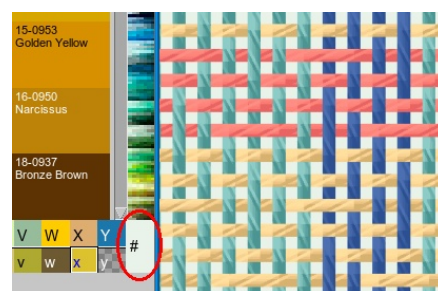 15-0953
Golden Yellow
16-0950
Narcissus
18-0937
Bronze Brown
V W X Y
#
v w x y